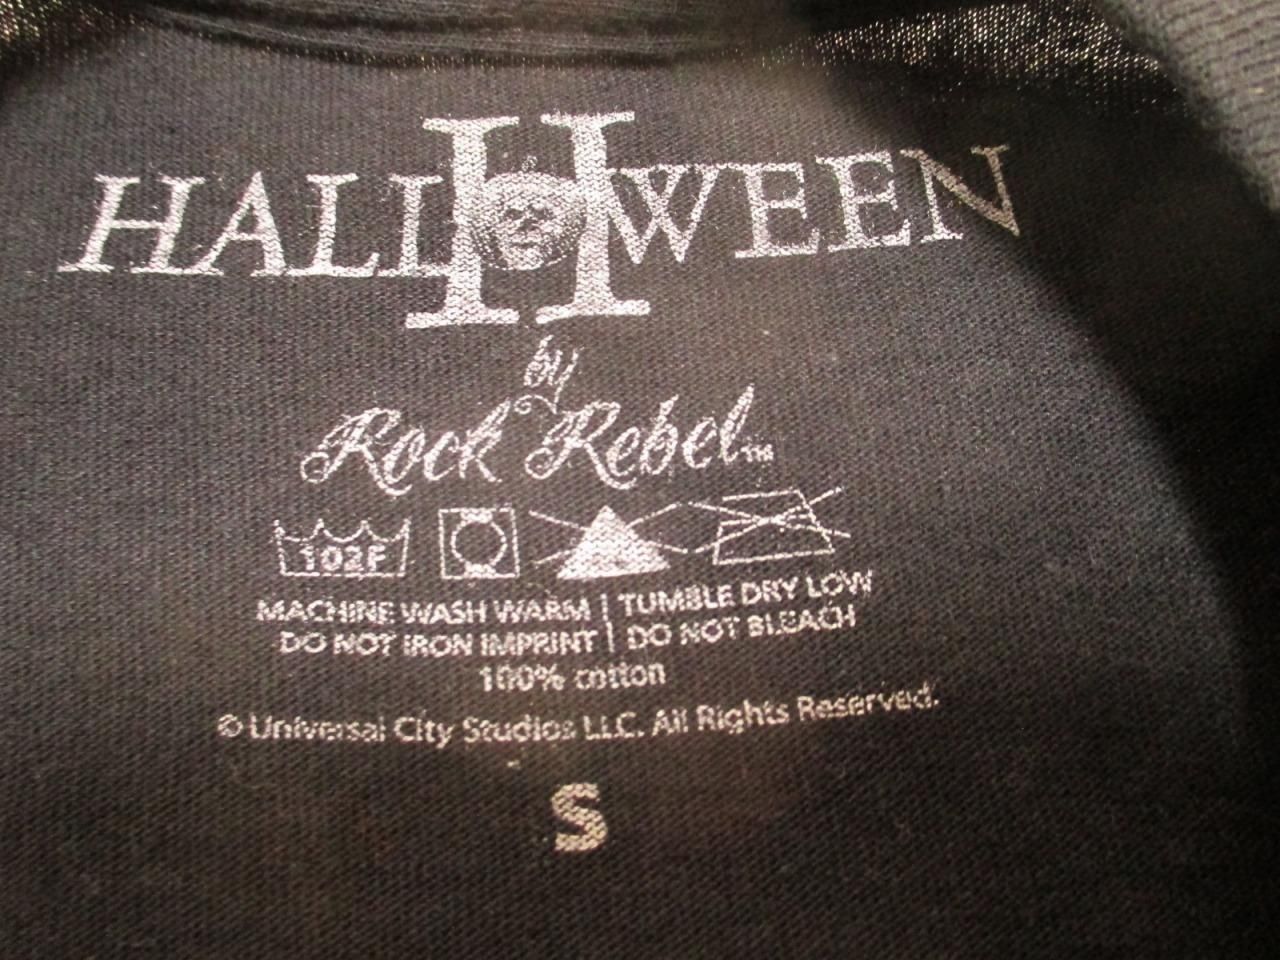 HALLOWEEN
II
by
Rock Rebel™
102F
MACHINE WASH WARM | TUMBLE DRY LOW
DO NOT IRON IMPRINT | DO NOT BLEACH
100% cotton
© Universal City Studios LLC. All Rights Reserved.
S